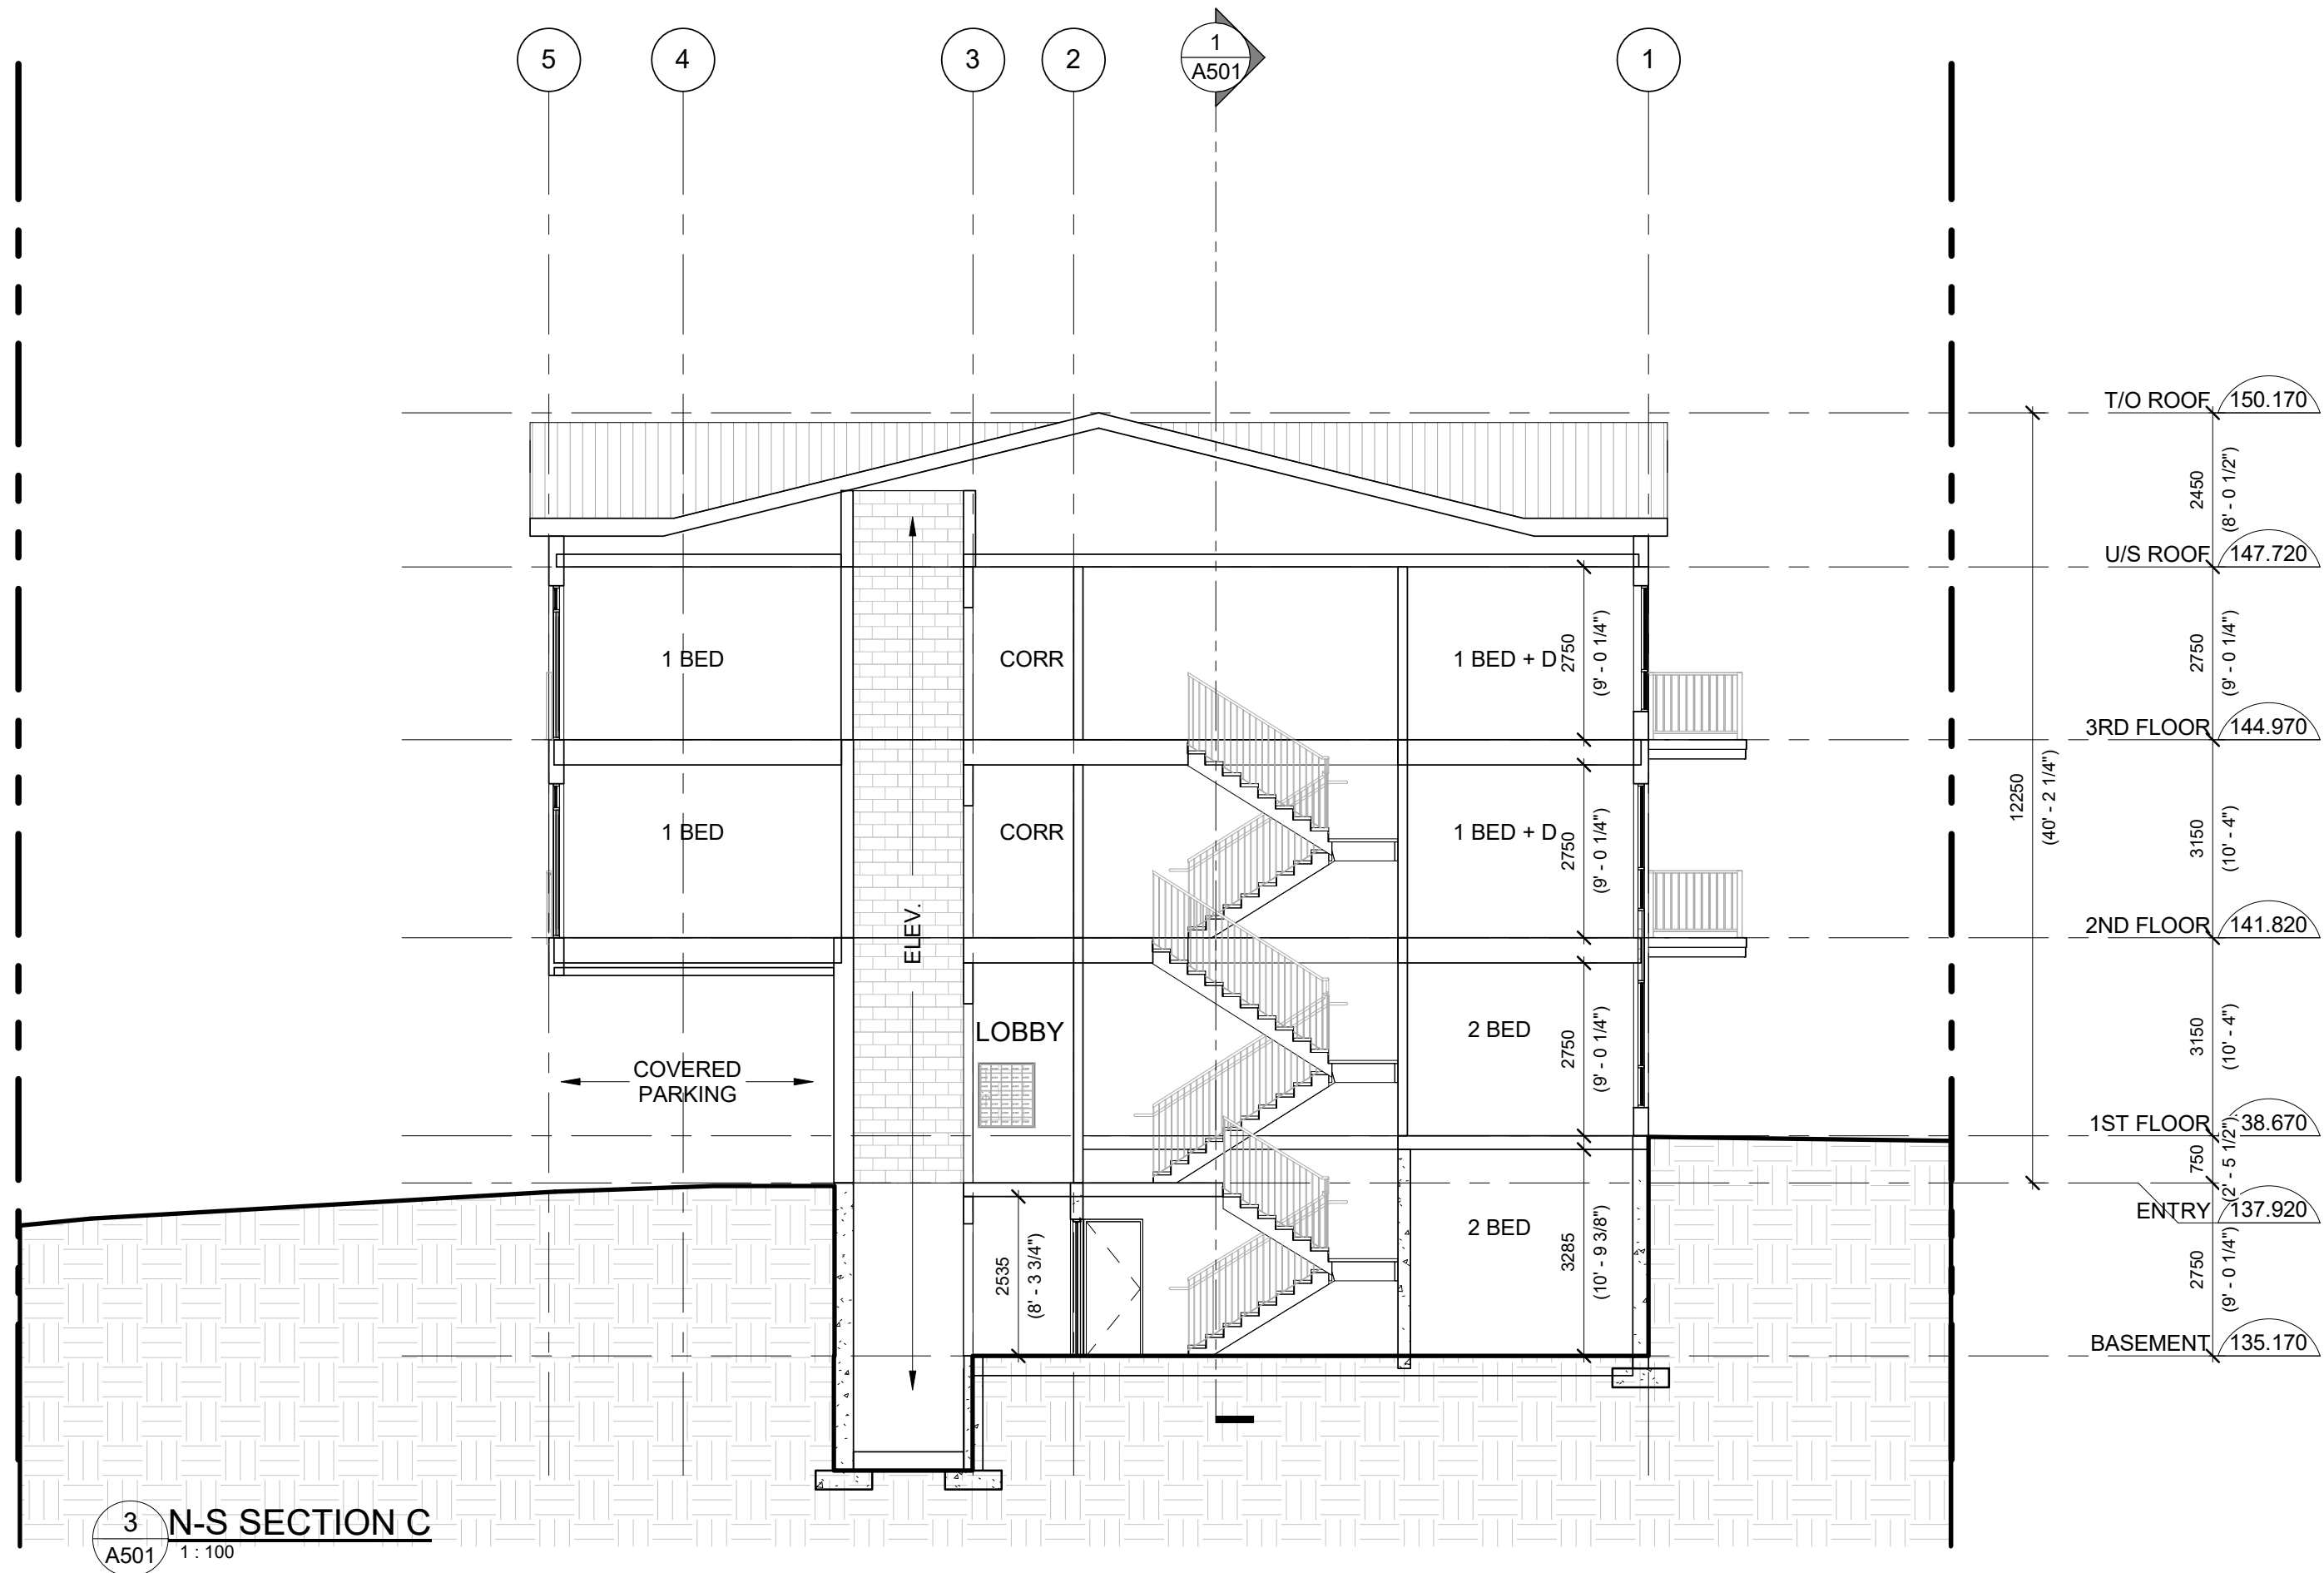 5
4
3
2
1
A501
1
T/O ROOF 150.170
2450
(8' - 0 1/2")
U/S ROOF 147.720
1 BED
CORR
1 BED + D
2750
(9' - 0 1/4")
2750
(9' - 0 1/4")
3RD FLOOR 144.970
12250
(40' - 2 1/4")
1 BED
CORR
1 BED + D
2750
(9' - 0 1/4")
3150
(10' - 4")
ELEV.
2ND FLOOR 141.820
LOBBY
2 BED
2750
(9' - 0 1/4")
3150
(10' - 4")
COVERED
PARKING
1ST FLOOR 38.670
750
(2' - 5 1/2")
ENTRY 137.920
2535
(8' - 3 3/4")
2 BED
3285
(10' - 9 3/8")
2750
(9' - 0 1/4")
BASEMENT 135.170
3
A501
N-S SECTION C
1 : 100